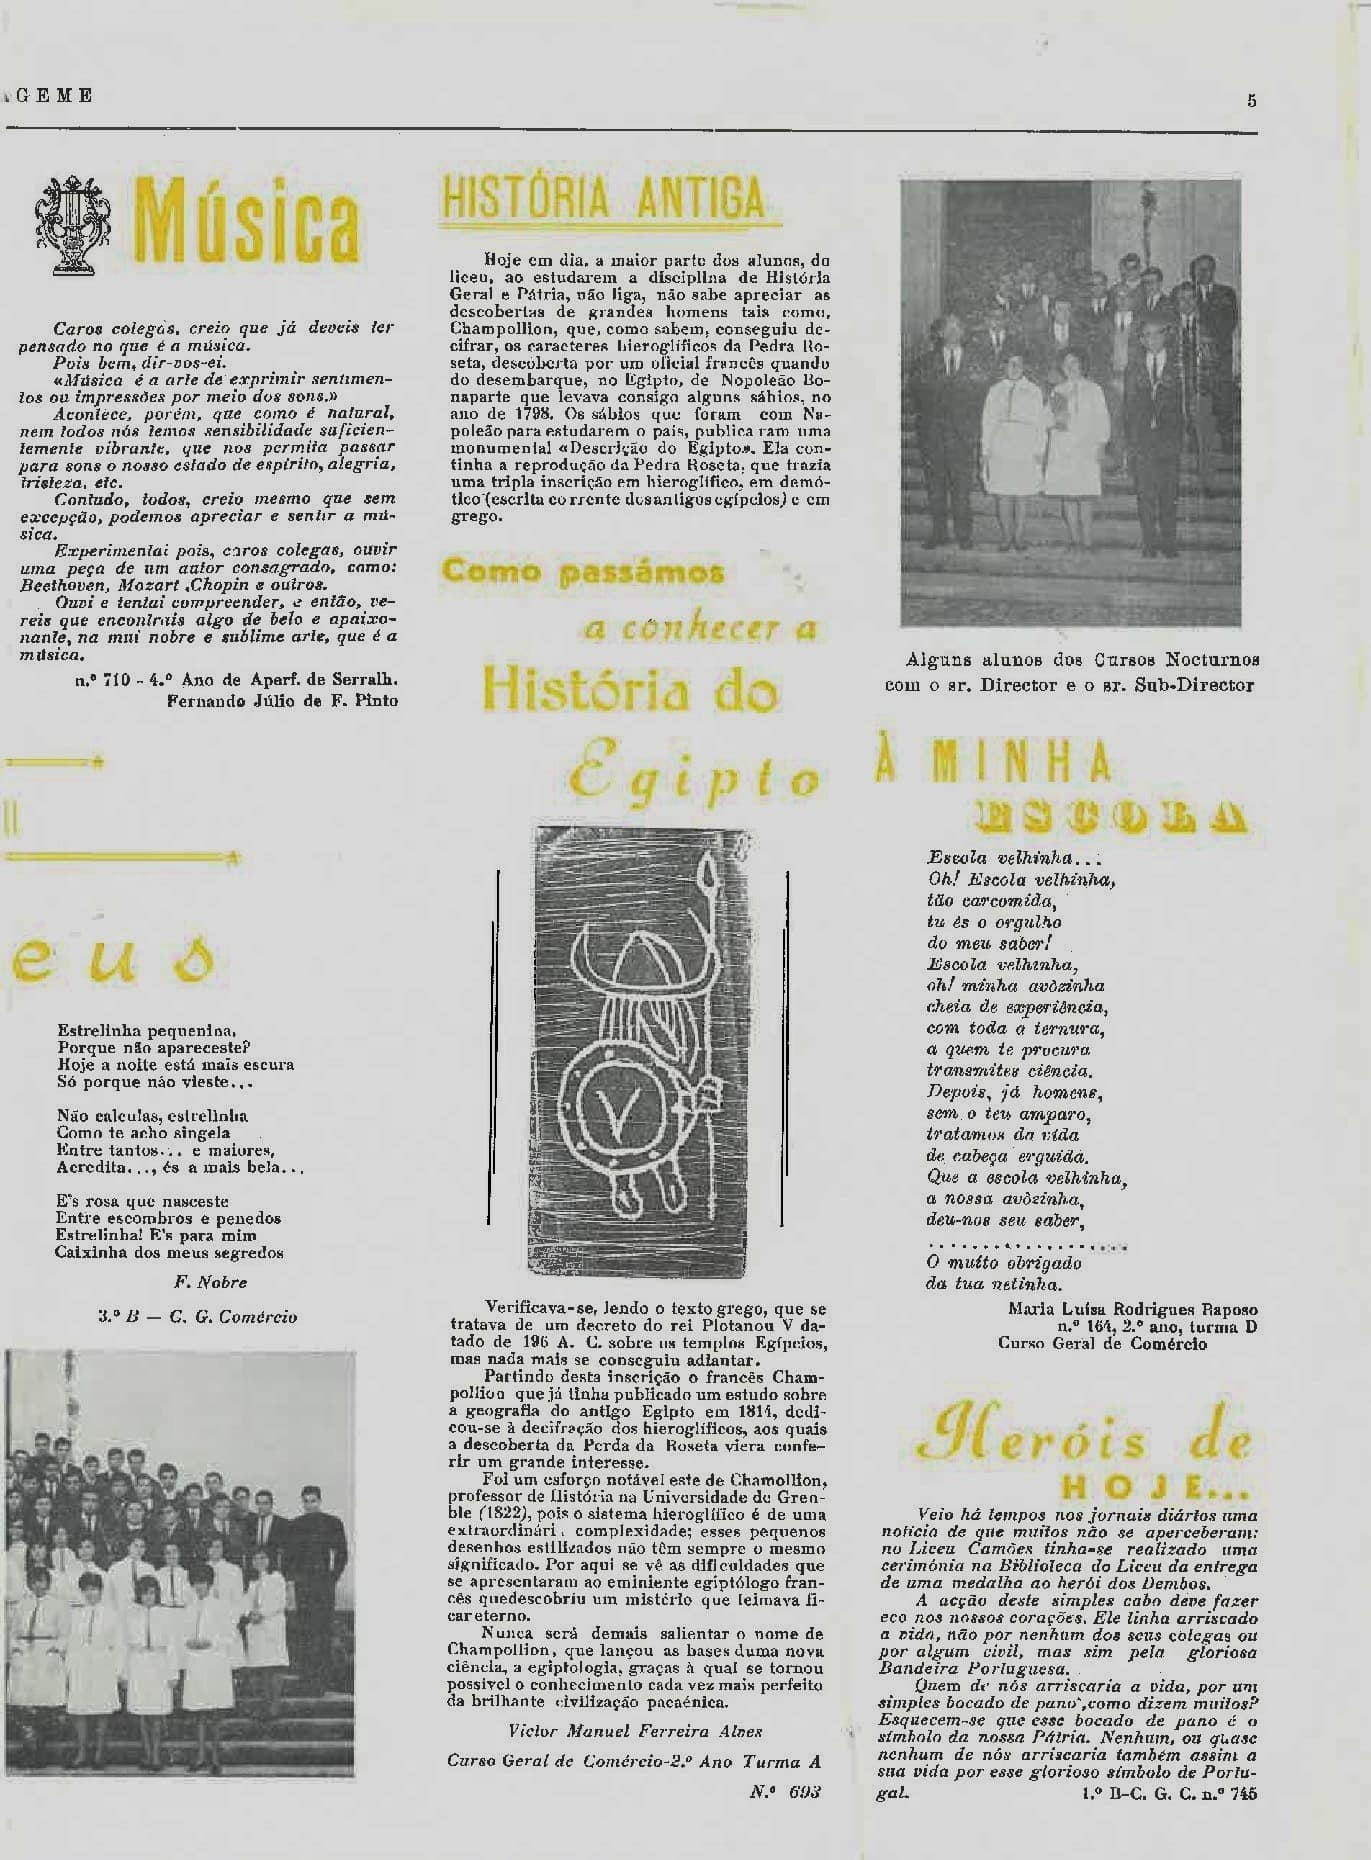 GEME
5
Música
Caros colegas, creio que já deveis ter
pensado no que é a música.
Pois bem, dir-vos-ei.
«Música é a arte de exprimir sentimen-
tos ou impressões por meio dos sons.»
Acontece, porém, que como é natural,
nem todos nós temos sensibilidade suficien-
temente vibrante, que nos permita passar
para sons o nosso estado de espírito, alegria,
tristeza, etc.
Contudo, todos, creio mesmo que sem
excepção, podemos apreciar e sentir a mú-
sica.
Experimentai pois, caros colegas, ouvir
uma peça de um autor consagrado, como:
Beethoven, Mozart ,Chopin e outros.
Ouvi e tentai compreender, e então, ve-
reis que encontrais algo de belo e apaixo-
nante, na mui nobre e sublime arte, que é a
música.
n.º 710 - 4.º Ano de Aperf. de Serralh.
Fernando Júlio de F. Pinto
eus
Estrelinha pequenina,
Porque não apareceste?
Hoje a noite está mais escura
Só porque não vieste...
Não calculas, estrelinha
Como te acho singela
Entre tantos... e maiores,
Acredita..., és a mais bela...
E's rosa que nasceste
Entre escombros e penedos
Estrelinha! E's para mim
Caixinha dos meus segredos
F. Nobre
3.º B — C. G. Comércio
HISTÓRIA ANTIGA
Hoje em dia, a maior parte dos alunos, do
liceu, ao estudarem a disciplina de História
Geral e Pátria, não liga, não sabe apreciar as
descobertas de grandes homens tais como,
Champollion, que, como sabem, conseguiu de-
cifrar, os caracteres hieroglíficos da Pedra Ro-
seta, descoberta por um oficial francês quando
do desembarque, no Egipto, de Nopoleão Bo-
naparte que levava consigo alguns sábios, no
ano de 1798. Os sábios que foram com Na-
poleão para estudarem o país, publica ram uma
monumental «Descrição do Egipto». Ela con-
tinha a reprodução da Pedra Roseta, que trazia
uma tripla inscrição em hieroglífico, em demó-
tico (escrita corrente dos antigos egípcios) e em
grego.
Como passámos
a conhecer a
História do
Egipto
V
Verificava-se, lendo o texto grego, que se
tratava de um decreto do rei Plotanou V da-
tado de 196 A. C. sobre os templos Egípcios,
mas nada mais se conseguiu adiantar.
Partindo desta inscrição o francês Cham-
pollion que já tinha publicado um estudo sobre
a geografia do antigo Egipto em 1814, dedi-
cou-se à decifração dos hieroglíficos, aos quais
a descoberta da Perda da Roseta viera confe-
rir um grande interesse.
Foi um esforço notável este de Chamollion,
professor de História na Universidade de Gren-
ble (1822), pois o sistema hieroglífico é de uma
extraordinári. complexidade; esses pequenos
desenhos estilizados não têm sempre o mesmo
significado. Por aqui se vê as dificuldades que
se apresentaram ao eminiente egiptólogo fran-
cês quedescobriu um mistério que teimava fi-
car eterno.
Nunca será demais salientar o nome de
Champollion, que lançou as bases duma nova
ciência, a egiptologia, graças à qual se tornou
possível o conhecimento cada vez mais perfeito
da brilhante civilização pacaénica.
Victor Manuel Ferreira Alves
Curso Geral de Comércio-2.º Ano Turma A
N.º 693
Alguns alunos dos Cursos Nocturnos
com o sr. Director e o sr. Sub-Director
À MINHA
ESCOLA
Escola velhinha...
Oh! Escola velhinha,
tão carcomida,
tu és o orgulho
do meu saber!
Escola velhinha,
oh! minha avòzinha
cheia de experiência,
com toda a ternura,
a quem te procura
transmites ciência.
Depois, já homens,
sem o teu amparo,
tratamos da vida
de cabeça erguida.
Que a escola velhinha,
a nossa avòzinha,
deu-nos seu saber,
....................
O muito obrigado
da tua netinha.
Maria Luísa Rodrigues Raposo
n.º 164, 2.º ano, turma D
Curso Geral de Comércio
Heróis de
HOJE...
Veio há tempos nos jornais diários uma
notícia de que muitos não se aperceberam:
no Liceu Camões tinha-se realizado uma
cerimónia na Biblioteca do Liceu da entrega
de uma medalha ao herói dos Dembos.
A acção deste simples cabo deve fazer
eco nos nossos corações. Ele tinha arriscado
a vida, não por nenhum dos seus colegas ou
por algum civil, mas sim pela gloriosa
Bandeira Portuguesa.
Quem de nós arriscaria a vida, por um
simples bocado de pano, como dizem muitos?
Esquecem-se que esse bocado de pano é o
símbolo da nossa Pátria. Nenhum, ou quase
nenhum de nós arriscaria também assim a
sua vida por esse glorioso símbolo de Portu-
gal. 1.º B-C. G. C. n.º 745